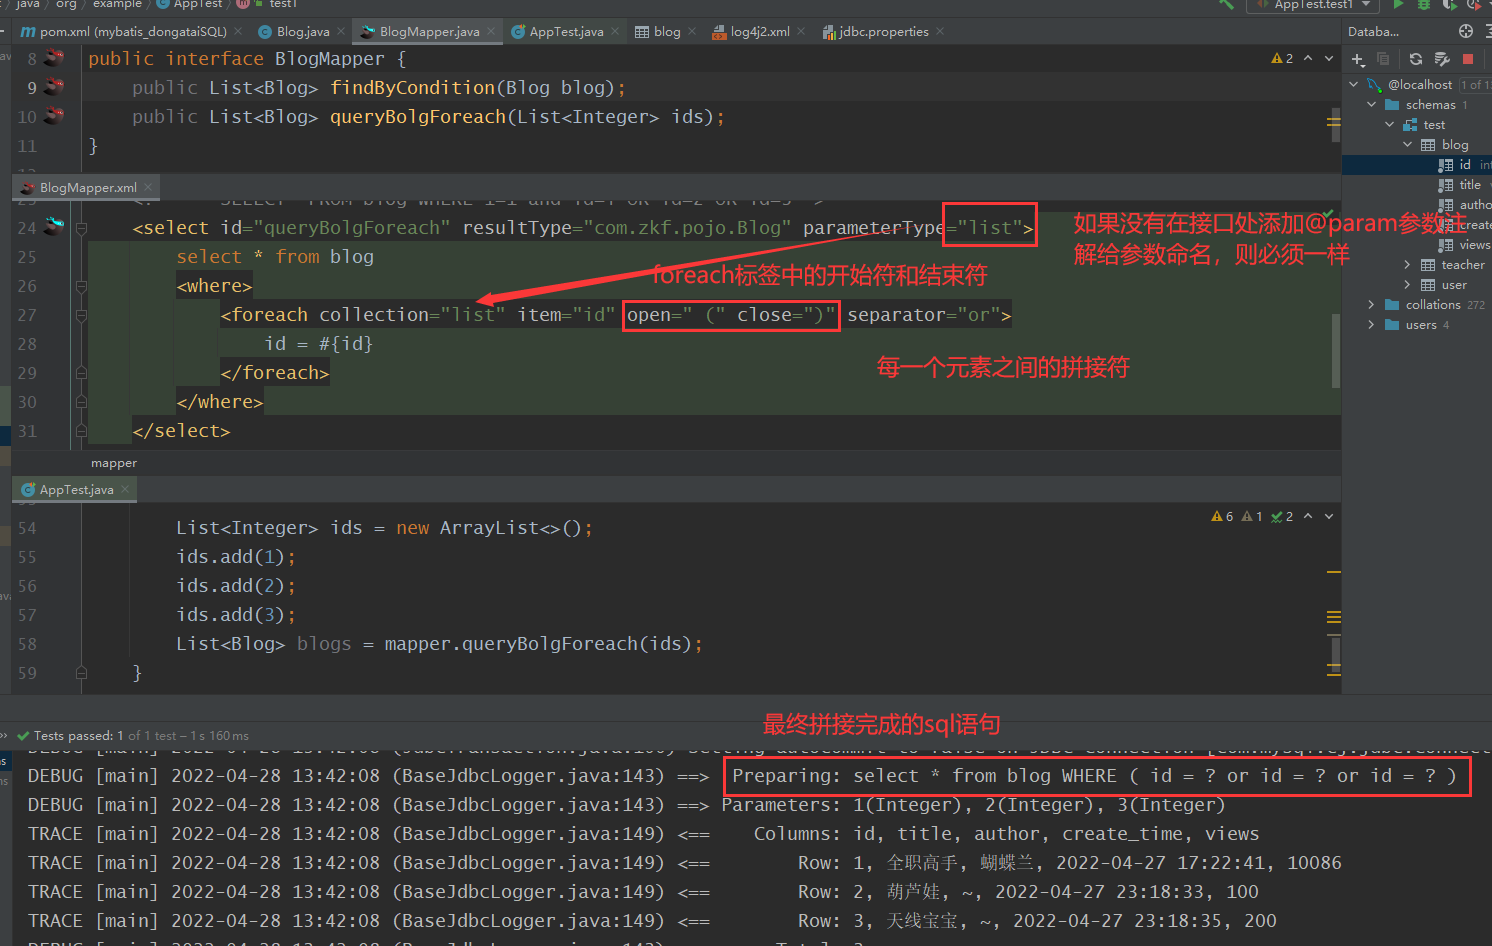 java › org › example › AppTest › test1
AppTest.test1
pom.xml (mybatis_dongataiSQL) Blog.java BlogMapper.java AppTest.java blog log4j2.xml jdbc.properties
Databa...
8 public interface BlogMapper {
2
9 public List<Blog> findByCondition(Blog blog);
10 public List<Blog> queryBolgForeach(List<Integer> ids);
11 }
BlogMapper.xml
24 <select id="queryBolgForeach" resultType="com.zkf.pojo.Blog" parameterType="list">
如果没有在接口处添加@param参数注
解给参数命名，则必须一样
25 select * from blog
foreach标签中的开始符和结束符
26 <where>
27 <foreach collection="list" item="id" open=" (" close=")" separator="or">
28 id = #{id}
每一个元素之间的拼接符
29 </foreach>
30 </where>
31 </select>
mapper
@localhost 1 of 1
schemas 1
test
blog
id int
title
autho
create
views
teacher
user
collations 272
users 4
AppTest.java
54 List<Integer> ids = new ArrayList<>();
6 1 2
55 ids.add(1);
56 ids.add(2);
57 ids.add(3);
58 List<Blog> blogs = mapper.queryBolgForeach(ids);
59 }
最终拼接完成的sql语句
Tests passed: 1 of 1 test – 1 s 160 ms
DEBUG [main] 2022-04-28 13:42:08 (BaseJdbcLogger.java:143) ==> Preparing: select * from blog WHERE ( id = ? or id = ? or id = ? )
DEBUG [main] 2022-04-28 13:42:08 (BaseJdbcLogger.java:143) ==> Parameters: 1(Integer), 2(Integer), 3(Integer)
TRACE [main] 2022-04-28 13:42:08 (BaseJdbcLogger.java:149) <== Columns: id, title, author, create_time, views
TRACE [main] 2022-04-28 13:42:08 (BaseJdbcLogger.java:149) <== Row: 1, 全职高手, 蝴蝶兰, 2022-04-27 17:22:41, 10086
TRACE [main] 2022-04-28 13:42:08 (BaseJdbcLogger.java:149) <== Row: 2, 葫芦娃, ~, 2022-04-27 23:18:33, 100
TRACE [main] 2022-04-28 13:42:08 (BaseJdbcLogger.java:149) <== Row: 3, 天线宝宝, ~, 2022-04-27 23:18:35, 200